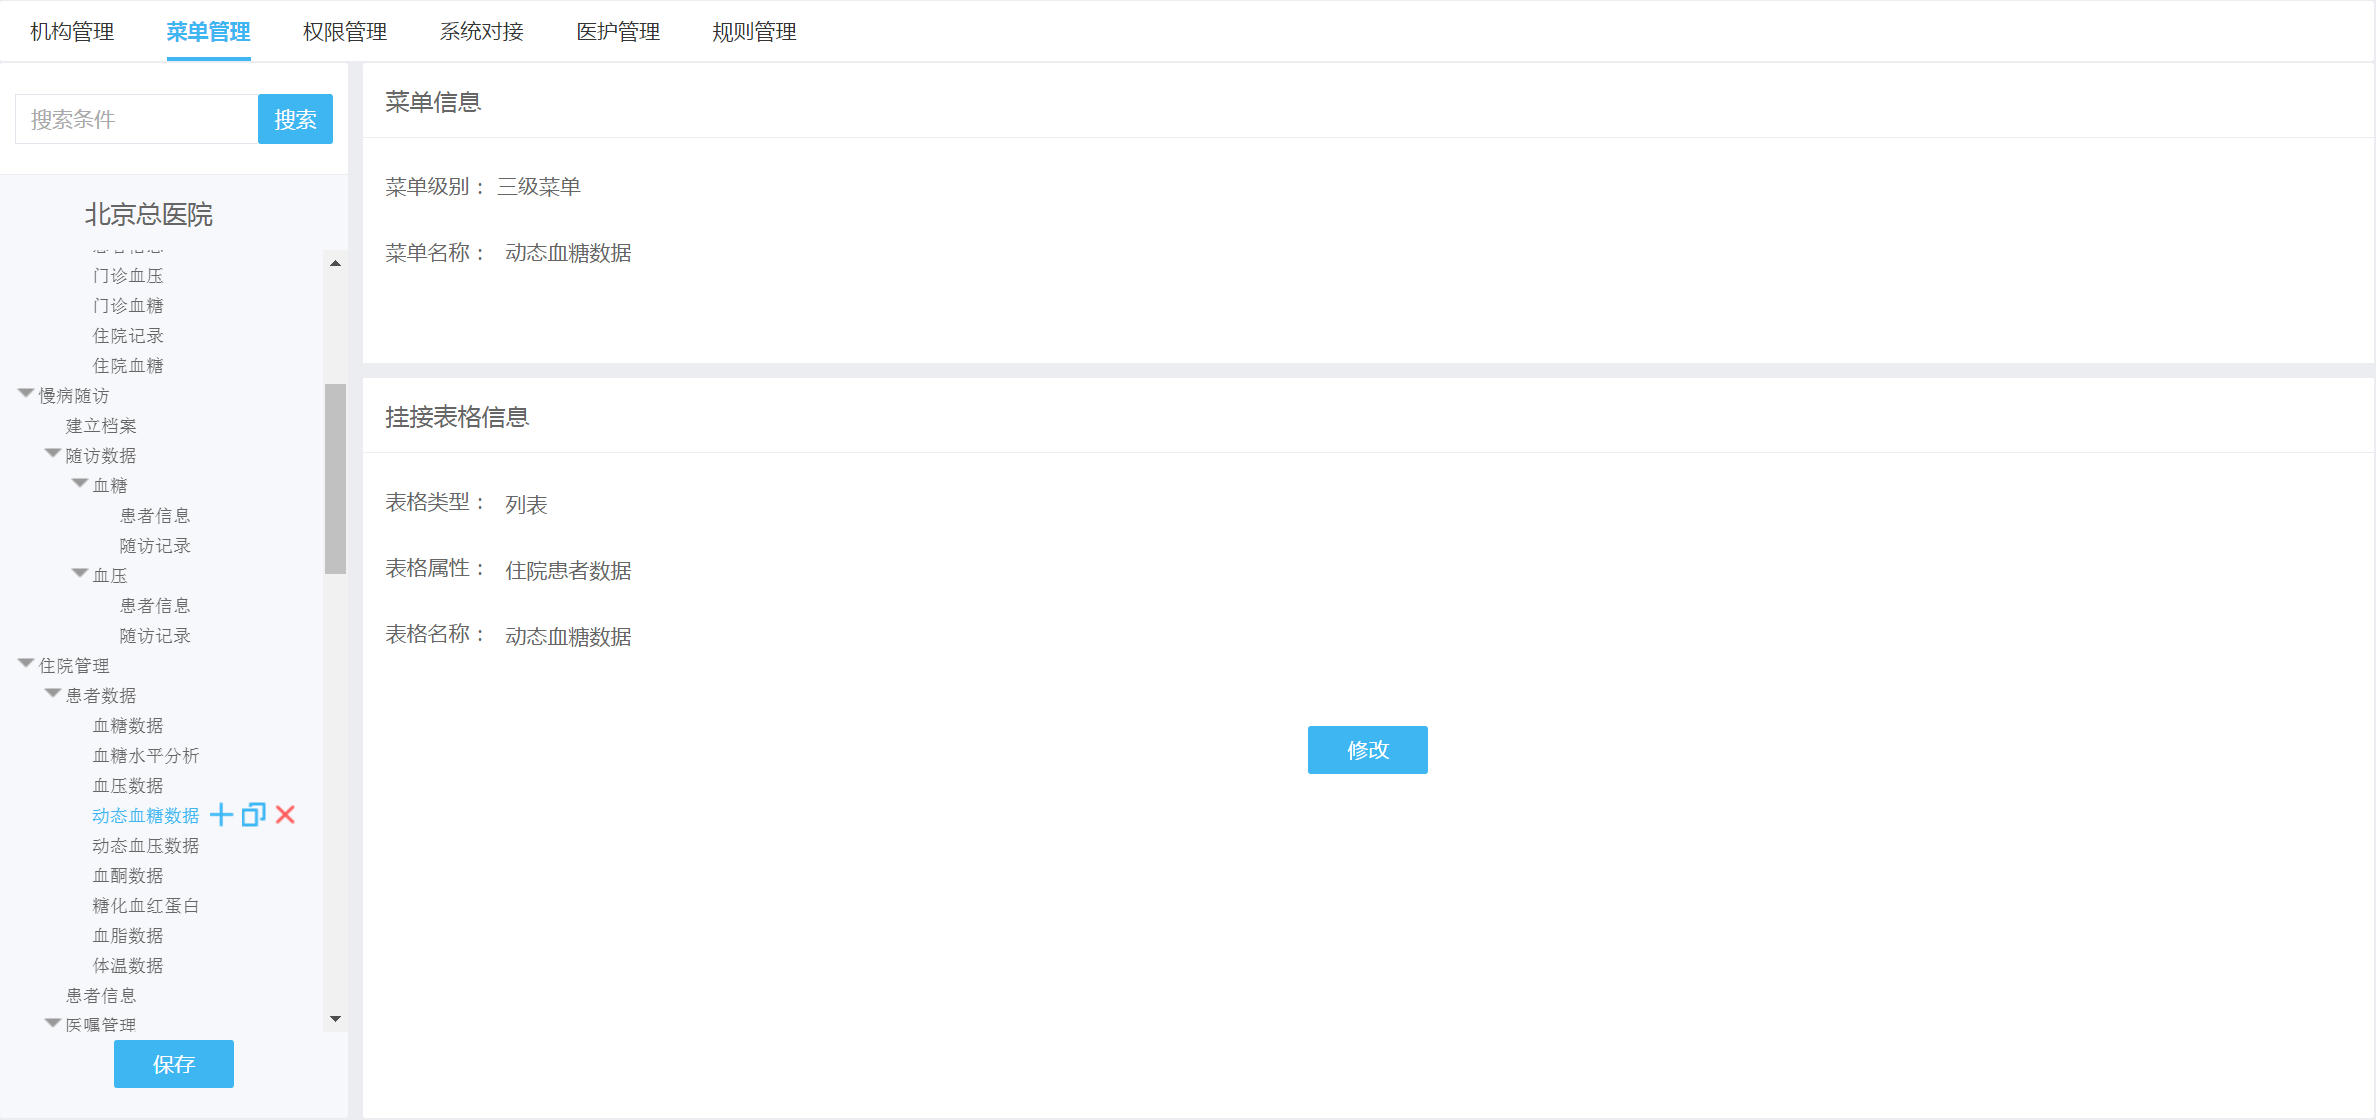 机构管理 菜单管理 权限管理 系统对接 医护管理 规则管理
搜索条件 搜索
北京总医院
患者信息
门诊血压
门诊血糖
住院记录
住院血糖
慢病随访
建立档案
随访数据
血糖
患者信息
随访记录
血压
患者信息
随访记录
住院管理
患者数据
血糖数据
血糖水平分析
血压数据
动态血糖数据
动态血压数据
血酮数据
糖化血红蛋白
血脂数据
体温数据
患者信息
医嘱管理
保存
菜单信息
菜单级别： 三级菜单
菜单名称： 动态血糖数据
挂接表格信息
表格类型： 列表
表格属性： 住院患者数据
表格名称： 动态血糖数据
修改